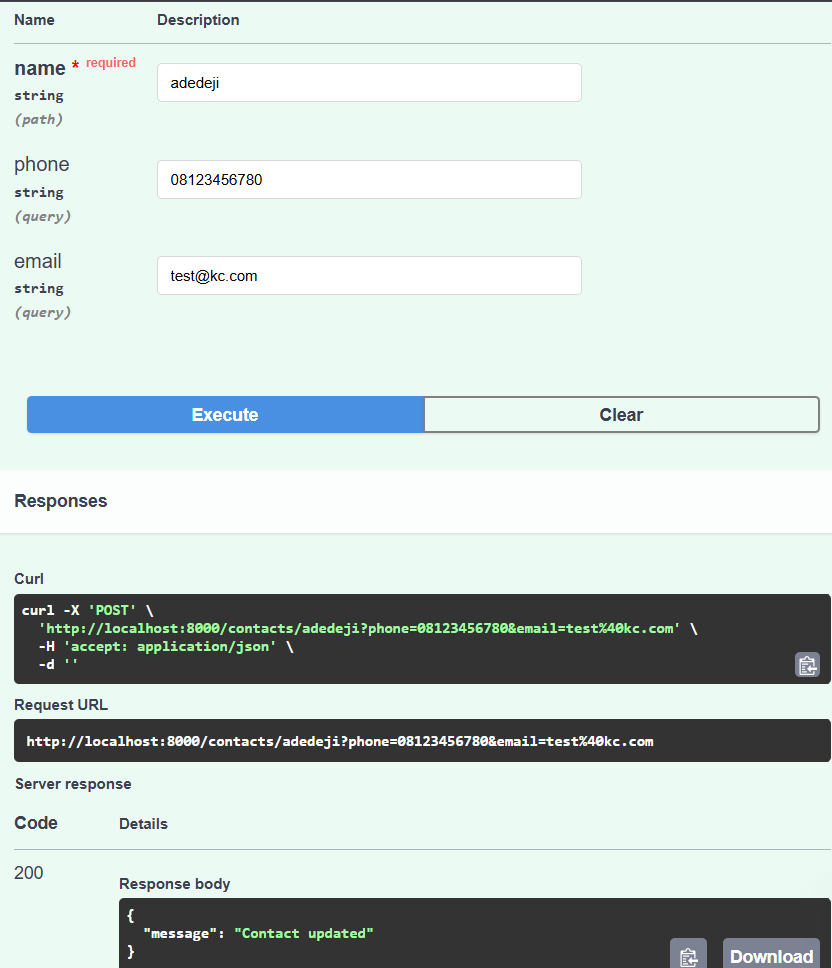 Name Description
name * required
string
(path)
adedeji
phone
string
(query)
08123456780
email
string
(query)
test@kc.com
Execute Clear
Responses
Curl
curl -X 'POST' \
'http://localhost:8000/contacts/adedeji?phone=08123456780&email=test%40kc.com' \
-H 'accept: application/json' \
-d ''
Request URL
http://localhost:8000/contacts/adedeji?phone=08123456780&email=test%40kc.com
Server response
Code Details
200
Response body
{
"message": "Contact updated"
}
Download